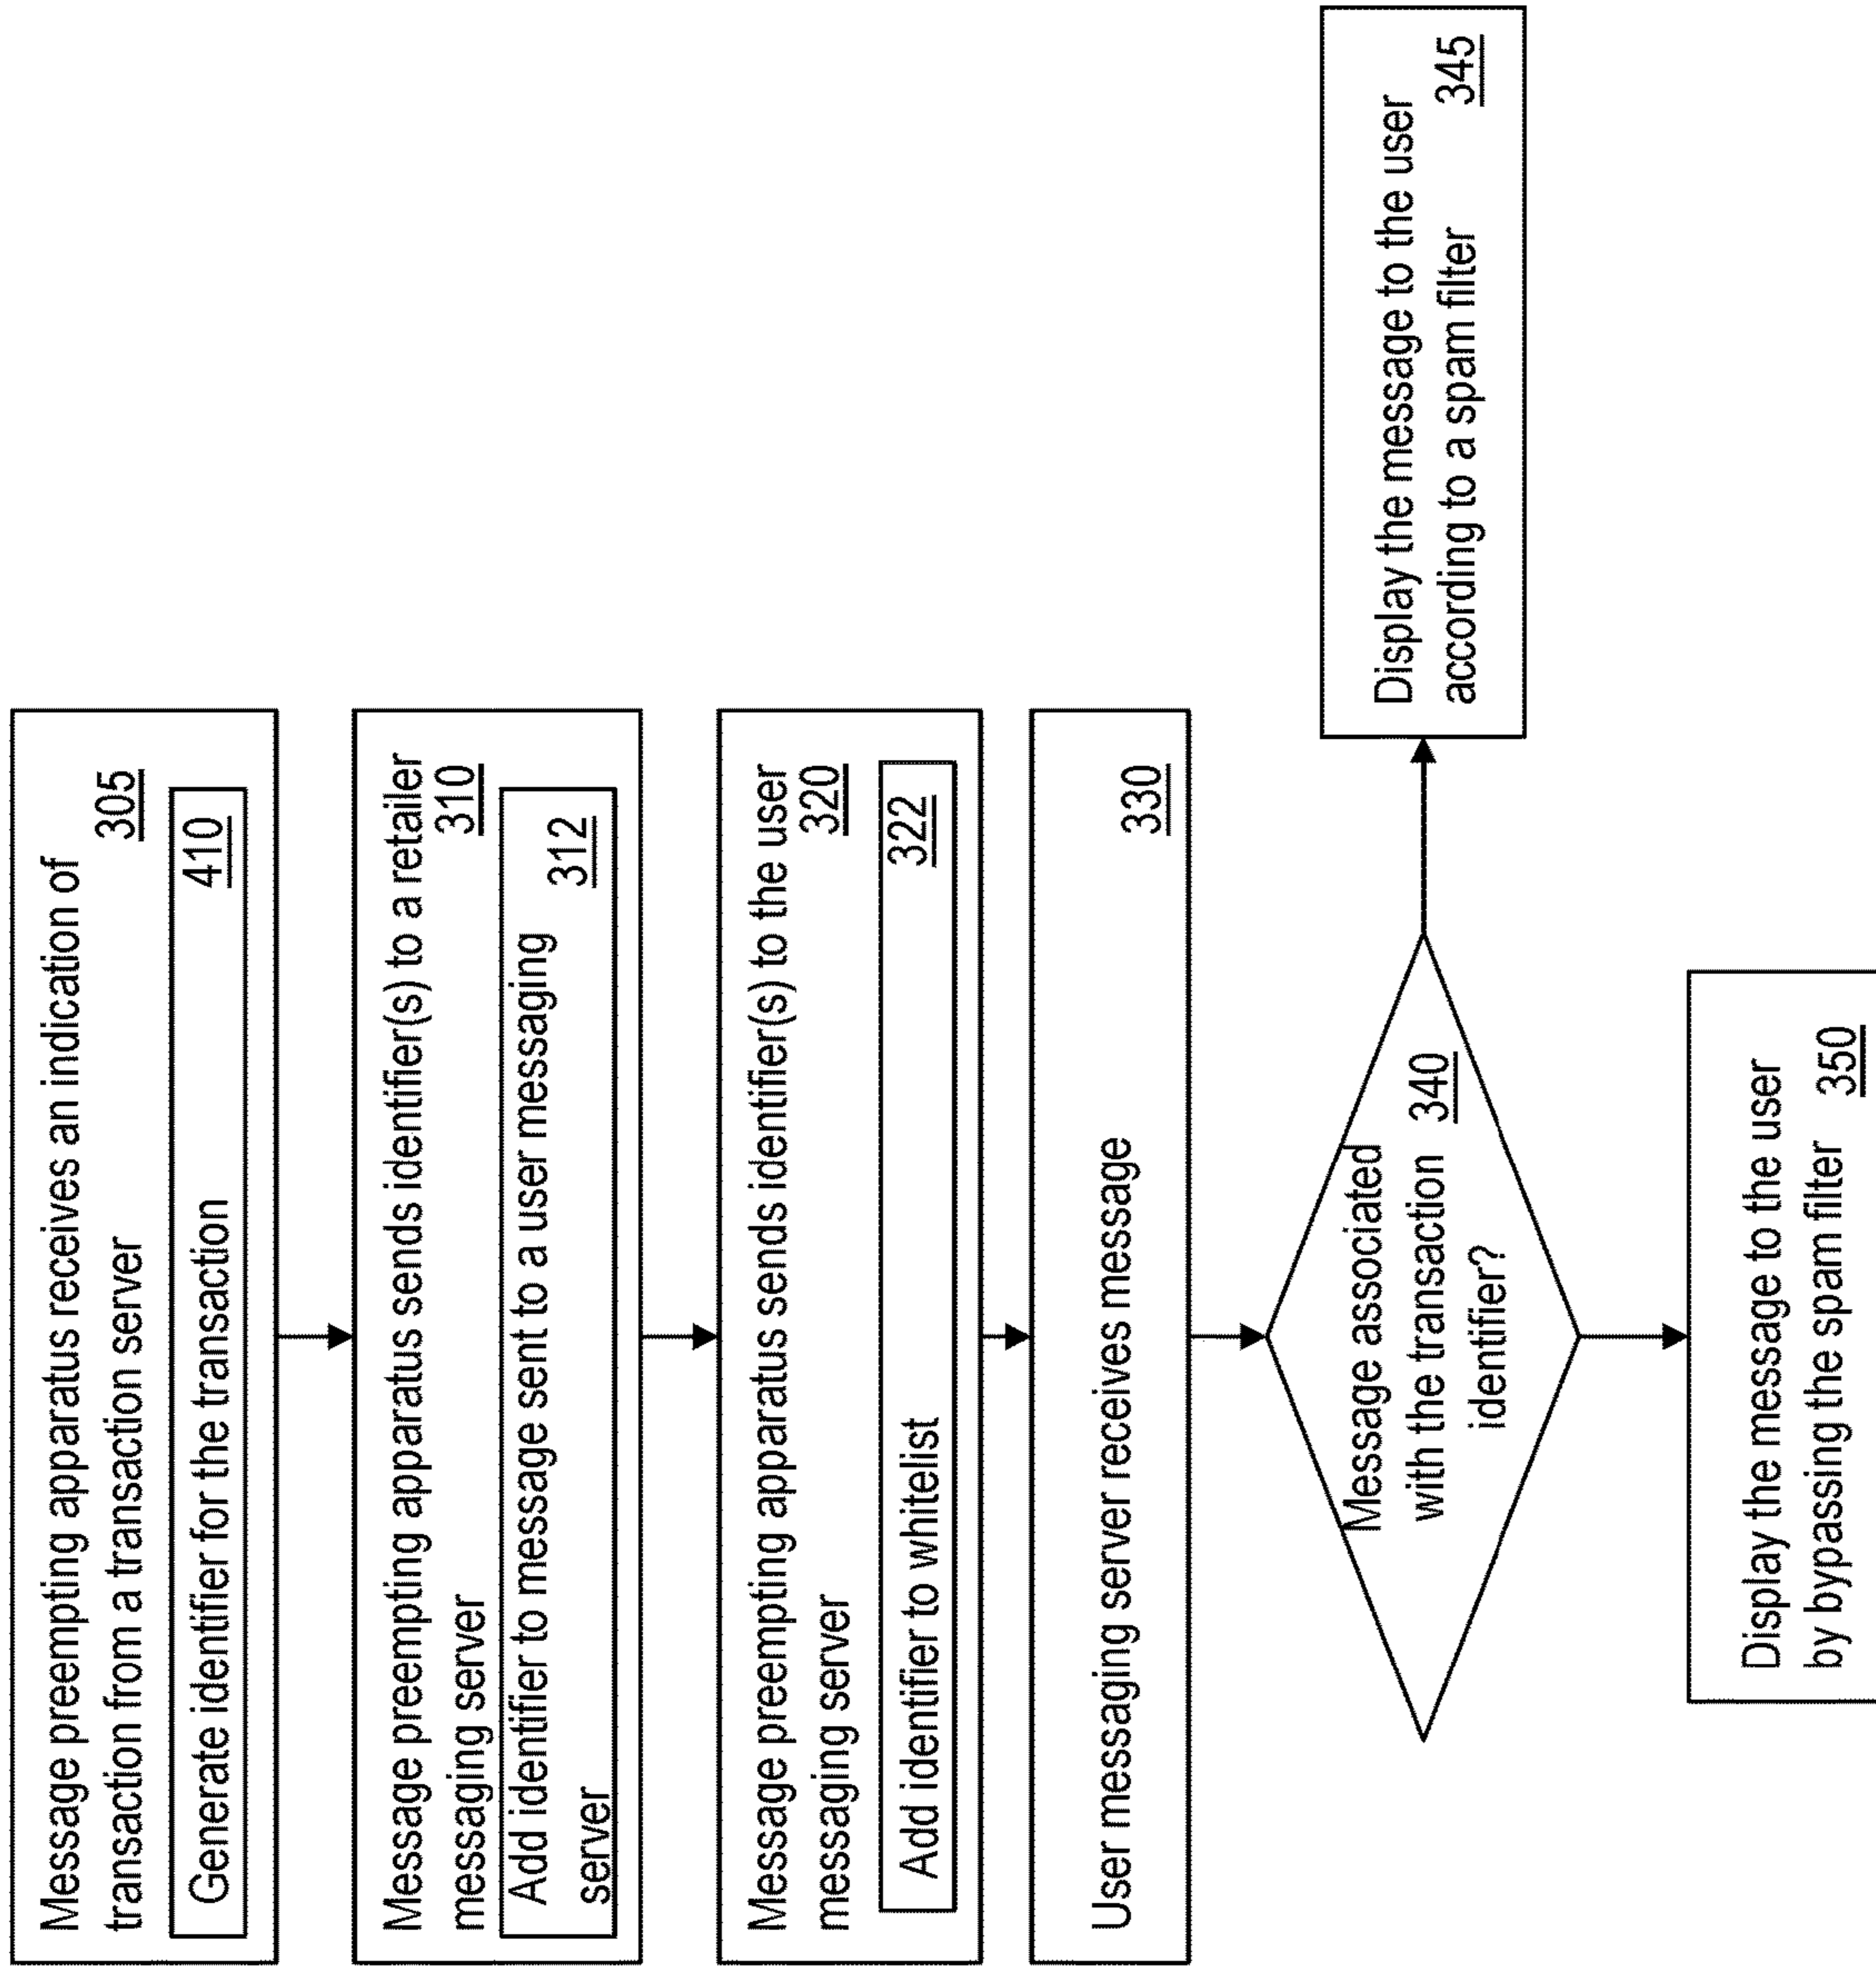 Message preempting apparatus receives an indication of
transaction from a transaction server 305
Generate identifier for the transaction 410
Message preempting apparatus sends identifier(s) to a retailer
messaging server 310
Add identifier to message sent to a user messaging
server 312
Message preempting apparatus sends identifier(s) to the user
messaging server 320
Add identifier to whitelist 322
User messaging server receives message 330
Message associated
with the transaction 340
identifier?
Display the message to the user
according to a spam filter 345
Display the message to the user
by bypassing the spam filter 350